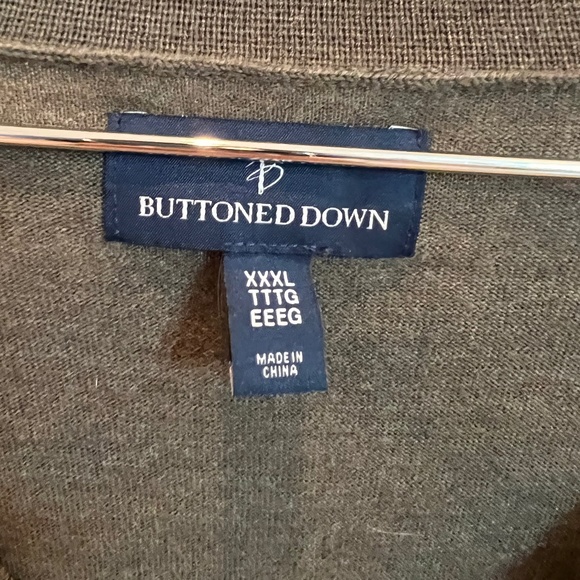 BUTTONED DOWN
XXXL
TTTG
EEEG
MADE IN
CHINA